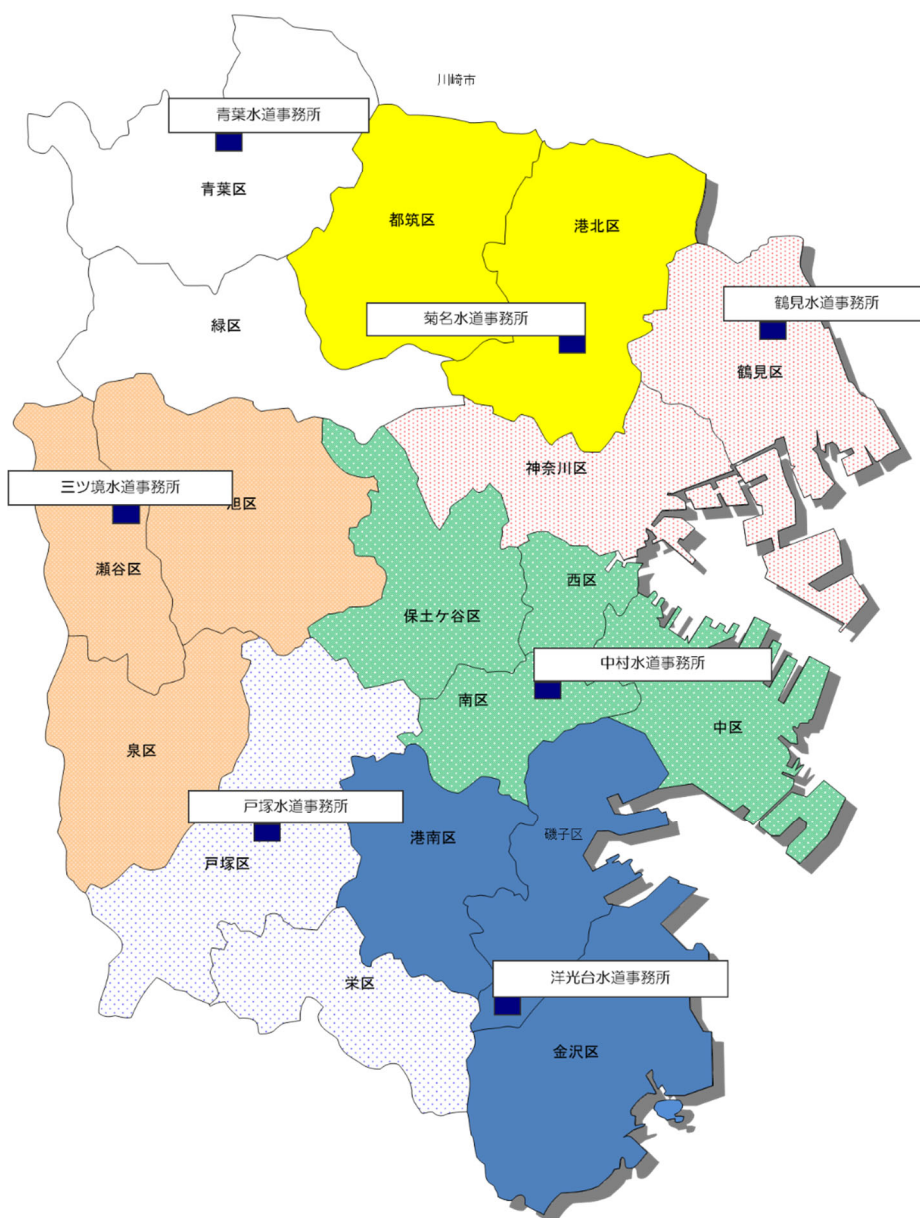 川崎市
青葉水道事務所
青葉区
都筑区
港北区
菊名水道事務所
鶴見水道事務所
緑区
鶴見区
神奈川区
三ツ境水道事務所
旭区
瀬谷区
西区
保土ケ谷区
中村水道事務所
南区
中区
泉区
戸塚水道事務所
港南区
磯子区
戸塚区
洋光台水道事務所
栄区
金沢区